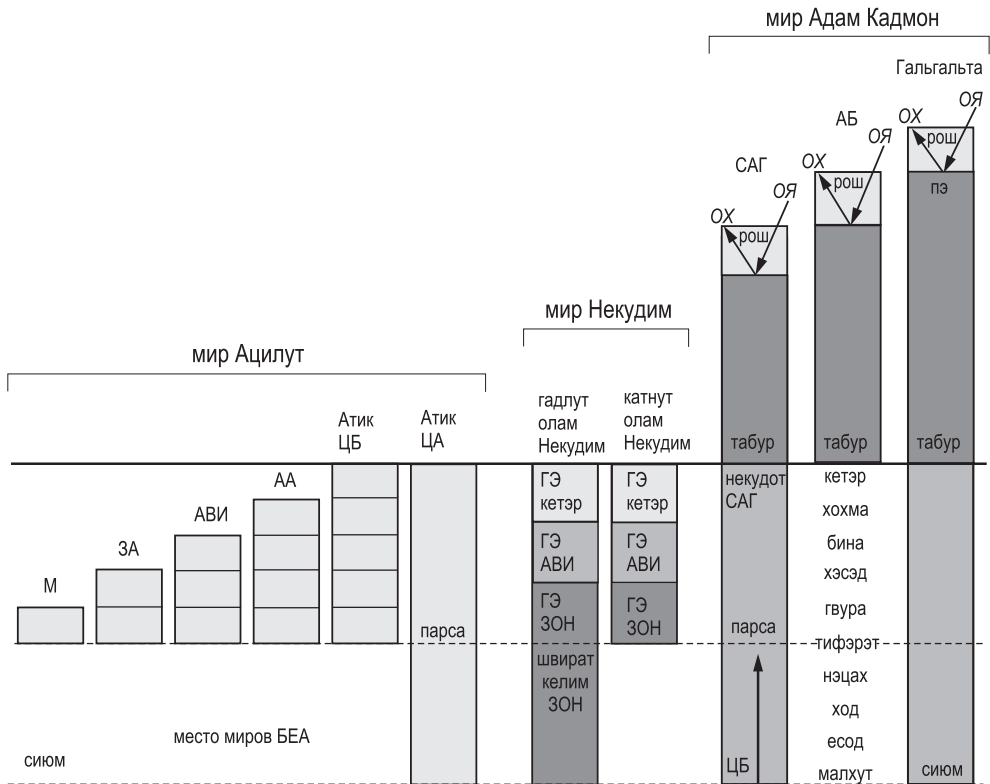 мир Адам Кадмон
Гальгальта
ОХ
ОЯ
рош
пэ
АБ
ОХ
ОЯ
рош
САГ
ОХ
ОЯ
рош
мир Некудим
мир Ацилут
гадлут
олам
Некудим
катнут
олам
Некудим
Атик
ЦБ
Атик
ЦА
табур
табур
табур
АА
АВИ
ЗА
М
ГЭ
кетэр
ГЭ
АВИ
ГЭ
ЗОН
швират
келим
ЗОН
ГЭ
кетэр
ГЭ
АВИ
ГЭ
ЗОН
некудот
САГ
кетэр
хохма
бина
хэсэд
гвура
тифэрэт
нэцах
ход
есод
малхут
парса
парса
место миров БЕА
сиюм
ЦБ
сиюм